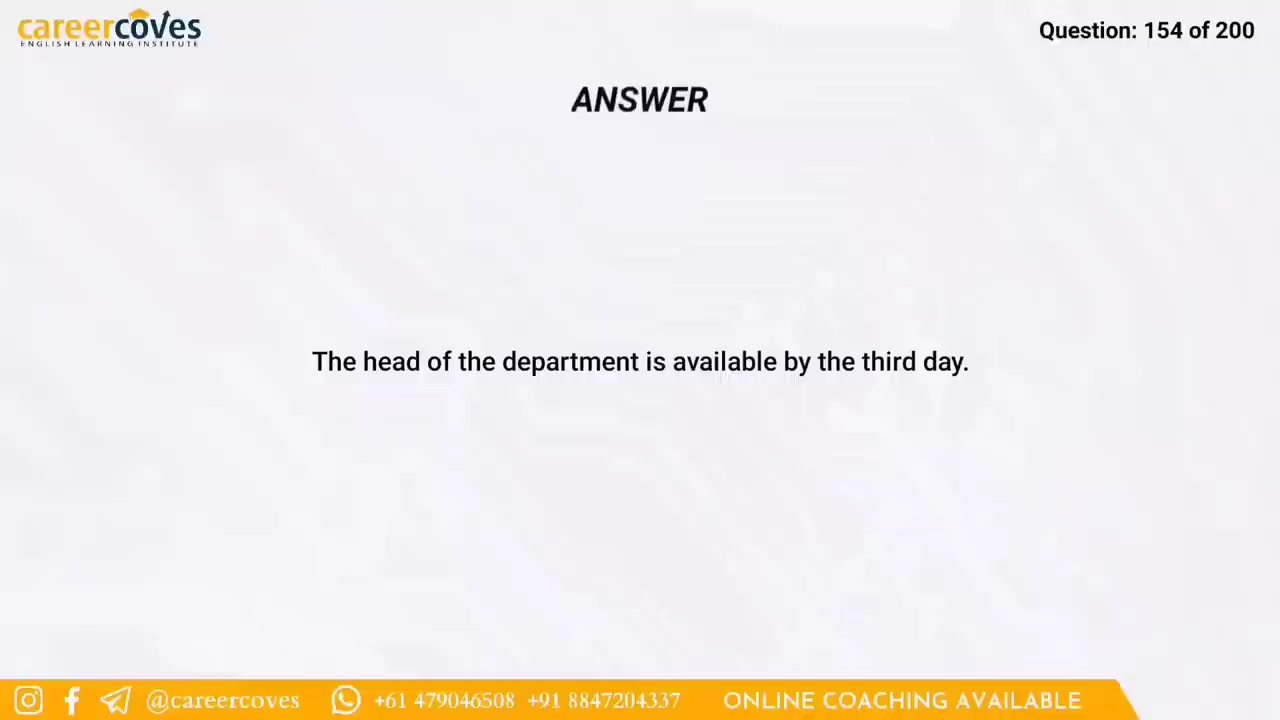 careercoves
ENGLISH LEARNING INSTITUTE
Question: 154 of 200
ANSWER
The head of the department is available by the third day.
@careercoves +61 479046508 +91 8847204337 ONLINE COACHING AVAILABLE